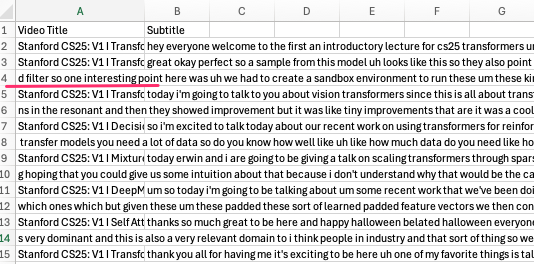 A B C D E F G
1 Video Title Subtitle
2 Stanford CS25: V1 I Transfo hey everyone welcome to the first an introductory lecture for cs25 transformers u
3 Stanford CS25: V1 I Transfo great okay perfect so a sample from this model uh looks like this so they also point
4 d filter so one interesting point here was uh we had to create a sandbox environment to run these um these ki
5 Stanford CS25: V1 I Transfo today i'm going to talk to you about vision transformers since this is all about trans
6 ns in the resonant and then they showed improvement but it was like tiny improvements that are it was a cool
7 Stanford CS25: V1 I Decisi so i'm excited to talk today about our recent work on using transformers for reinfor
8 transfer models you need a lot of data so do you know how well like uh like how much data do you need like ho
9 Stanford CS25: V1 I Mixtur today erwin and i are going to be giving a talk on scaling transformers through spars
10 g hoping that you could give us some intuition about that because i don't understand why that would be the ca
11 Stanford CS25: V1 I DeepM um so today i'm going to be talking about um some recent work that we've been doi
12 which ones which but given these um these padded these sort of learned padded feature vectors we then con
13 Stanford CS25: V1 I Self Att thanks so much great to be here and happy halloween belated halloween everyone
14 s very dominant and this is also a very relevant domain to i think people in industry and that sort of thing so we
15 Stanford CS25: V1 I Transfo thank you all for having me it's exciting to be here uh one of my favorite things is tal